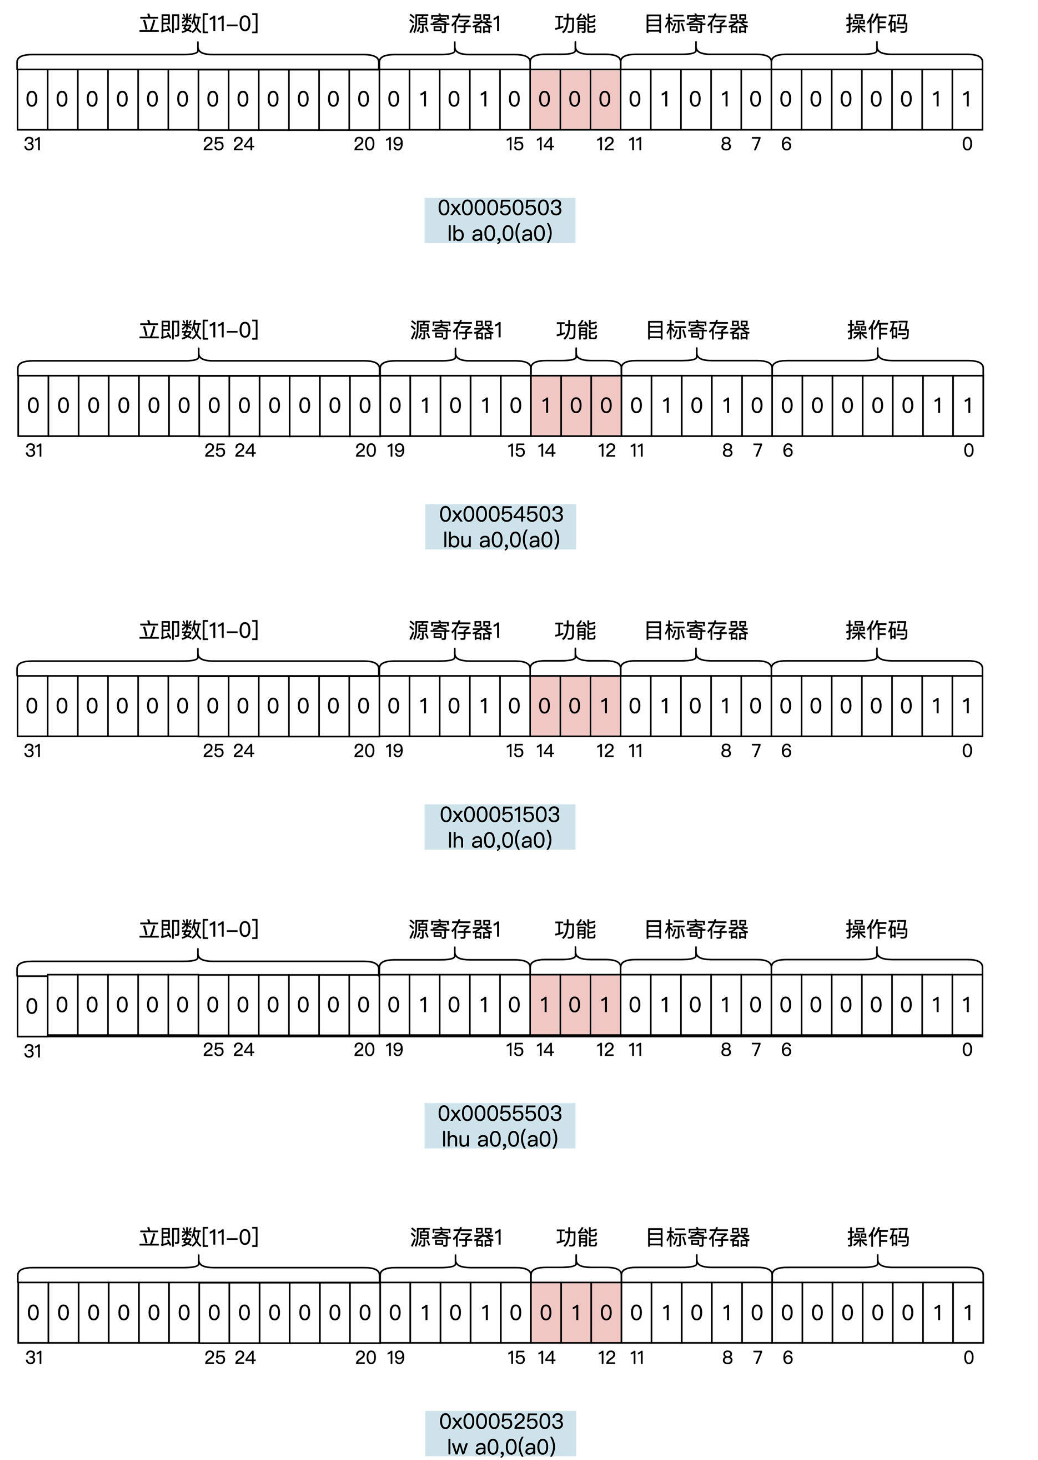 立即数[11–0] 源寄存器1 功能 目标寄存器 操作码
0 0 0 0 0 0 0 0 0 0 0 0 0 1 0 1 0 0 0 0 0 1 0 1 0 0 0 0 0 0 1 1
31 25 24 20 19 15 14 12 11 8 7 6 0
0x00050503
lb a0,0(a0)
立即数[11–0] 源寄存器1 功能 目标寄存器 操作码
0 0 0 0 0 0 0 0 0 0 0 0 0 1 0 1 0 1 0 0 0 1 0 1 0 0 0 0 0 0 1 1
31 25 24 20 19 15 14 12 11 8 7 6 0
0x00054503
lbu a0,0(a0)
立即数[11–0] 源寄存器1 功能 目标寄存器 操作码
0 0 0 0 0 0 0 0 0 0 0 0 0 1 0 1 0 0 0 1 0 1 0 1 0 0 0 0 0 0 1 1
31 25 24 20 19 15 14 12 11 8 7 6 0
0x00051503
lh a0,0(a0)
立即数[11–0] 源寄存器1 功能 目标寄存器 操作码
0 0 0 0 0 0 0 0 0 0 0 0 0 1 0 1 0 1 0 1 0 1 0 1 0 0 0 0 0 0 1 1
31 25 24 20 19 15 14 12 11 8 7 6 0
0x00055503
lhu a0,0(a0)
立即数[11–0] 源寄存器1 功能 目标寄存器 操作码
0 0 0 0 0 0 0 0 0 0 0 0 0 1 0 1 0 0 1 0 0 1 0 1 0 0 0 0 0 0 1 1
31 25 24 20 19 15 14 12 11 8 7 6 0
0x00052503
lw a0,0(a0)